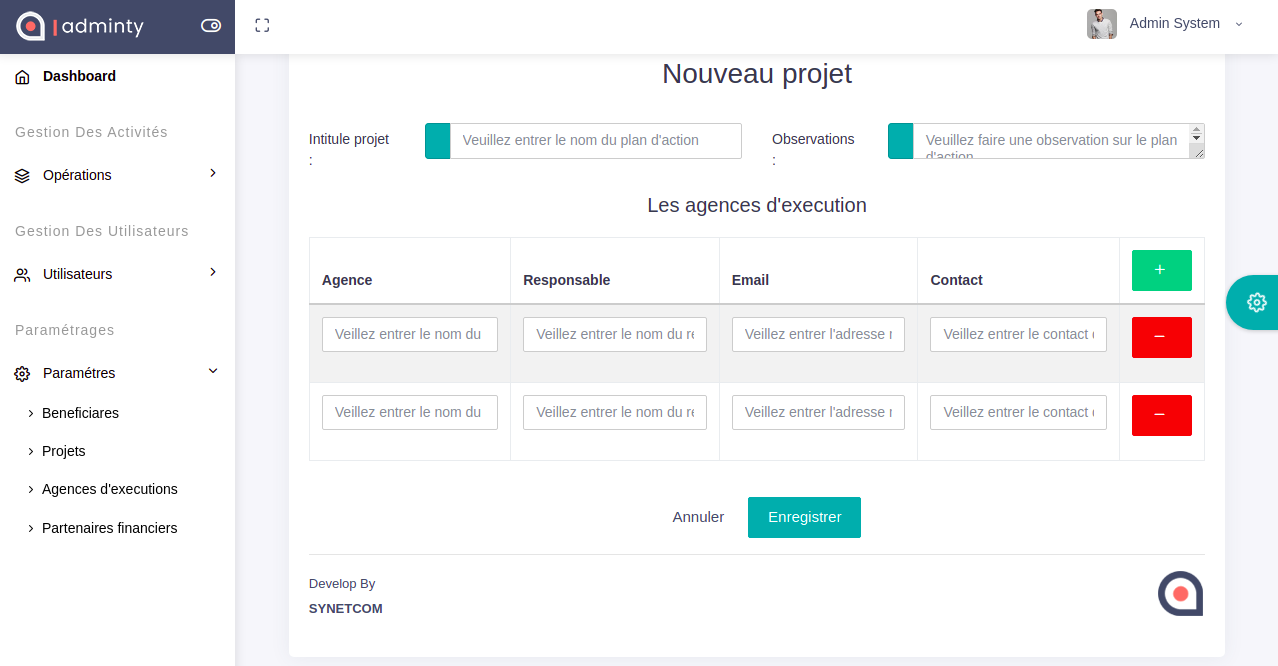 adminty
Admin System
Dashboard
Gestion Des Activités
Opérations
Gestion Des Utilisateurs
Utilisateurs
Paramétrages
Paramétres
Beneficiares
Projets
Agences d'executions
Partenaires financiers
Nouveau projet
Intitule projet
:
Veuillez entrer le nom du plan d'action
Observations
:
Veuillez faire une observation sur le plan
d'action
Les agences d'execution
Agence Responsable Email Contact +
Veillez entrer le nom du Veillez entrer le nom du re Veillez entrer l'adresse Veillez entrer le contact −
Veillez entrer le nom du Veillez entrer le nom du re Veillez entrer l'adresse Veillez entrer le contact −
Annuler Enregistrer
Develop By
SYNETCOM